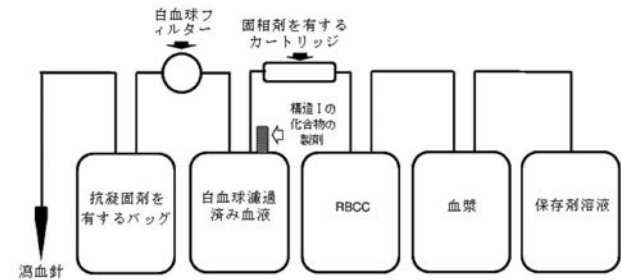 白血球フ
ィルター
固相剤を有する
カートリッジ
構造Iの
化合物の
製剤
抗凝固剤を
有するバッグ
白血球濾過
済み血液
RBCC
血漿
保存剤溶液
瀉血針